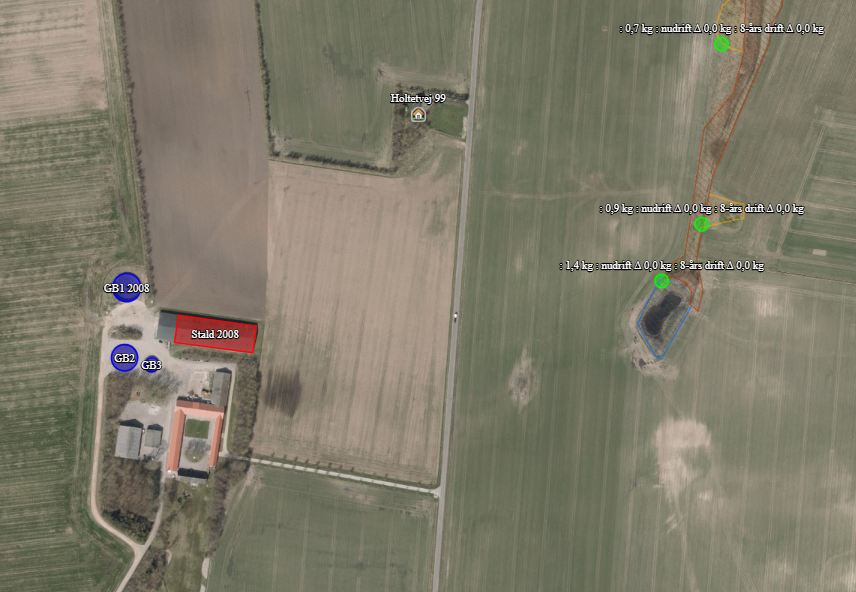 : 0,7 kg : nudrift Δ 0,0 kg : 8-års drift Δ 0,0 kg
Holtetvej 99
: 0,9 kg : nudrift Δ 0,0 kg : 8-års drift Δ 0,0 kg
: 1,4 kg : nudrift Δ 0,0 kg : 8-års drift Δ 0,0 kg
GB1 2008
Stald 2008
GB2
GB3